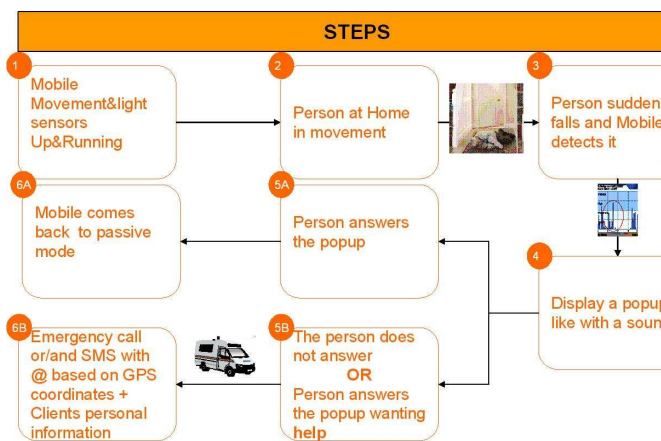 STEPS
1
Mobile
Movement&light
sensors
Up&Running
2
Person at Home
in movement
3
Person sudden
falls and Mobile
detects it
6A
Mobile comes
back to passive
mode
5A
Person answers
the popup
4
Display a popup
like with a soun
6B
Emergency call
or/and SMS with
@ based on GPS
coordinates +
Clients personal
information
5B
The person does
not answer
OR
Person answers
the popup wanting
help